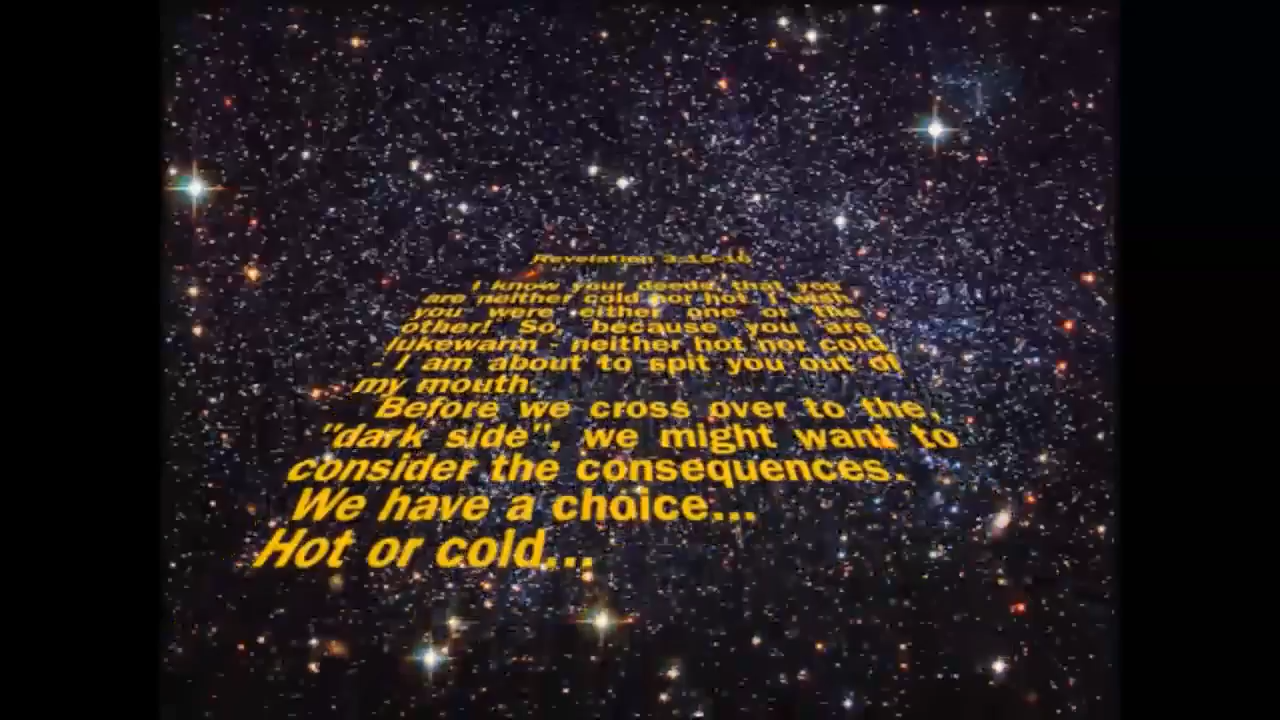 Revelation 3:15-16
I know your deeds, that you
are neither cold nor hot. I wish
you were either one or the
other! So, because you are
lukewarm - neither hot nor cold
- I am about to spit you out of
my mouth.
Before we cross over to the,
"dark side", we might want to
consider the consequences.
We have a choice...
Hot or cold...